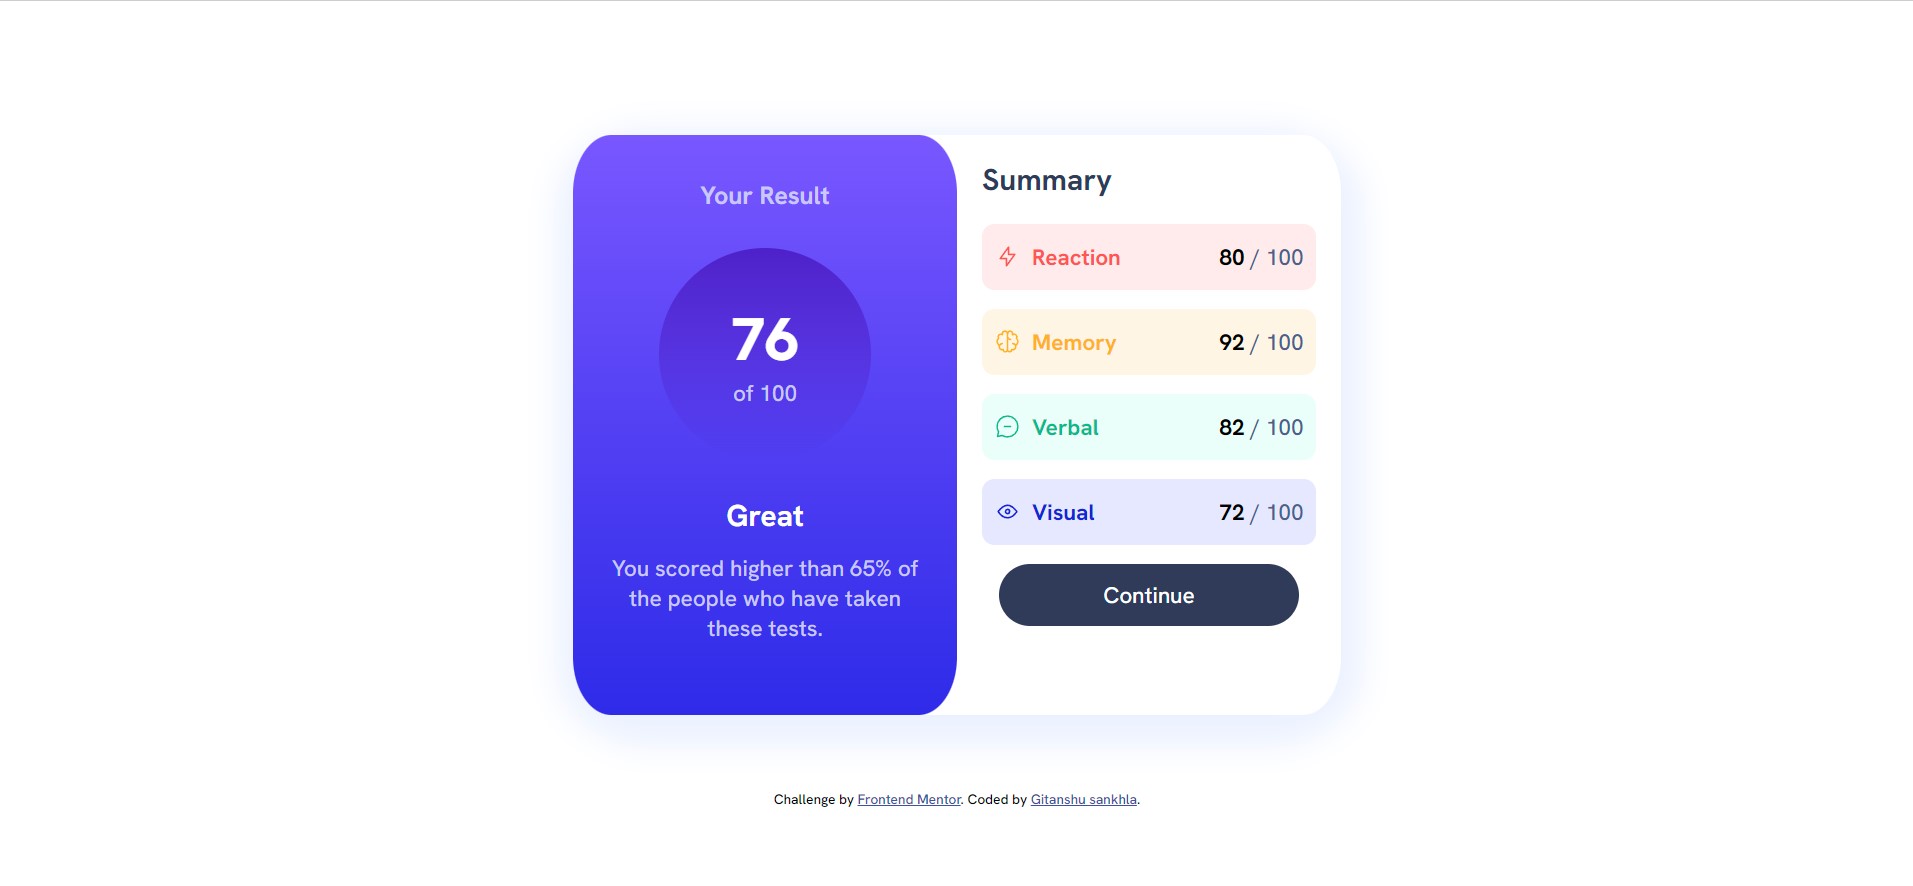 Your Result
76
of 100
Great
You scored higher than 65% of
the people who have taken
these tests.
Summary
Reaction 80 / 100
Memory 92 / 100
Verbal 82 / 100
Visual 72 / 100
Continue
Challenge by Frontend Mentor. Coded by Gitanshu sankhla.